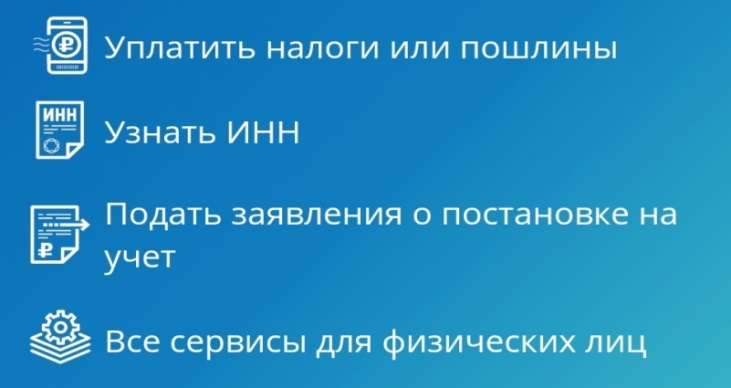 Уплатить налоги или пошлины
ИНН
Узнать ИНН
Подать заявления о постановке на
учет
Все сервисы для физических лиц